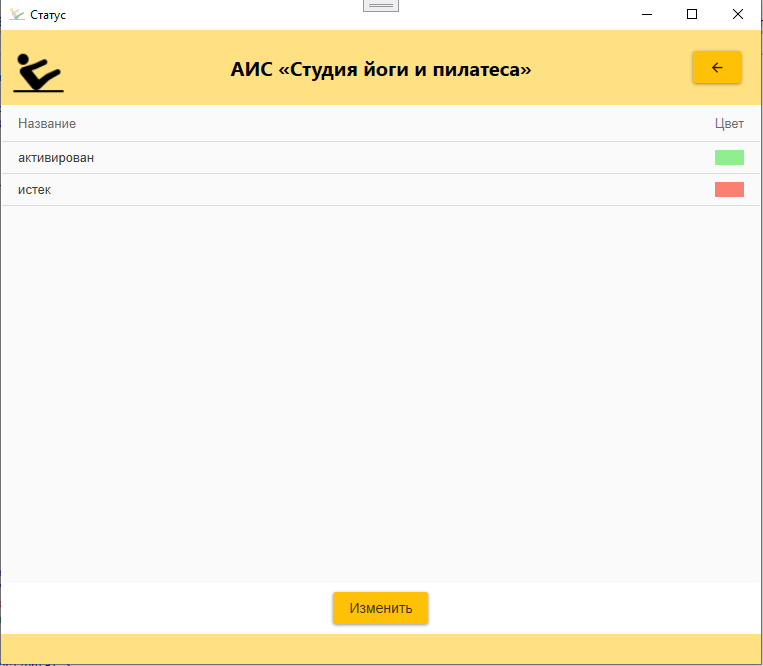 Статус
АИС «Студия йоги и пилатеса»
Название Цвет
активирован
истек
Изменить